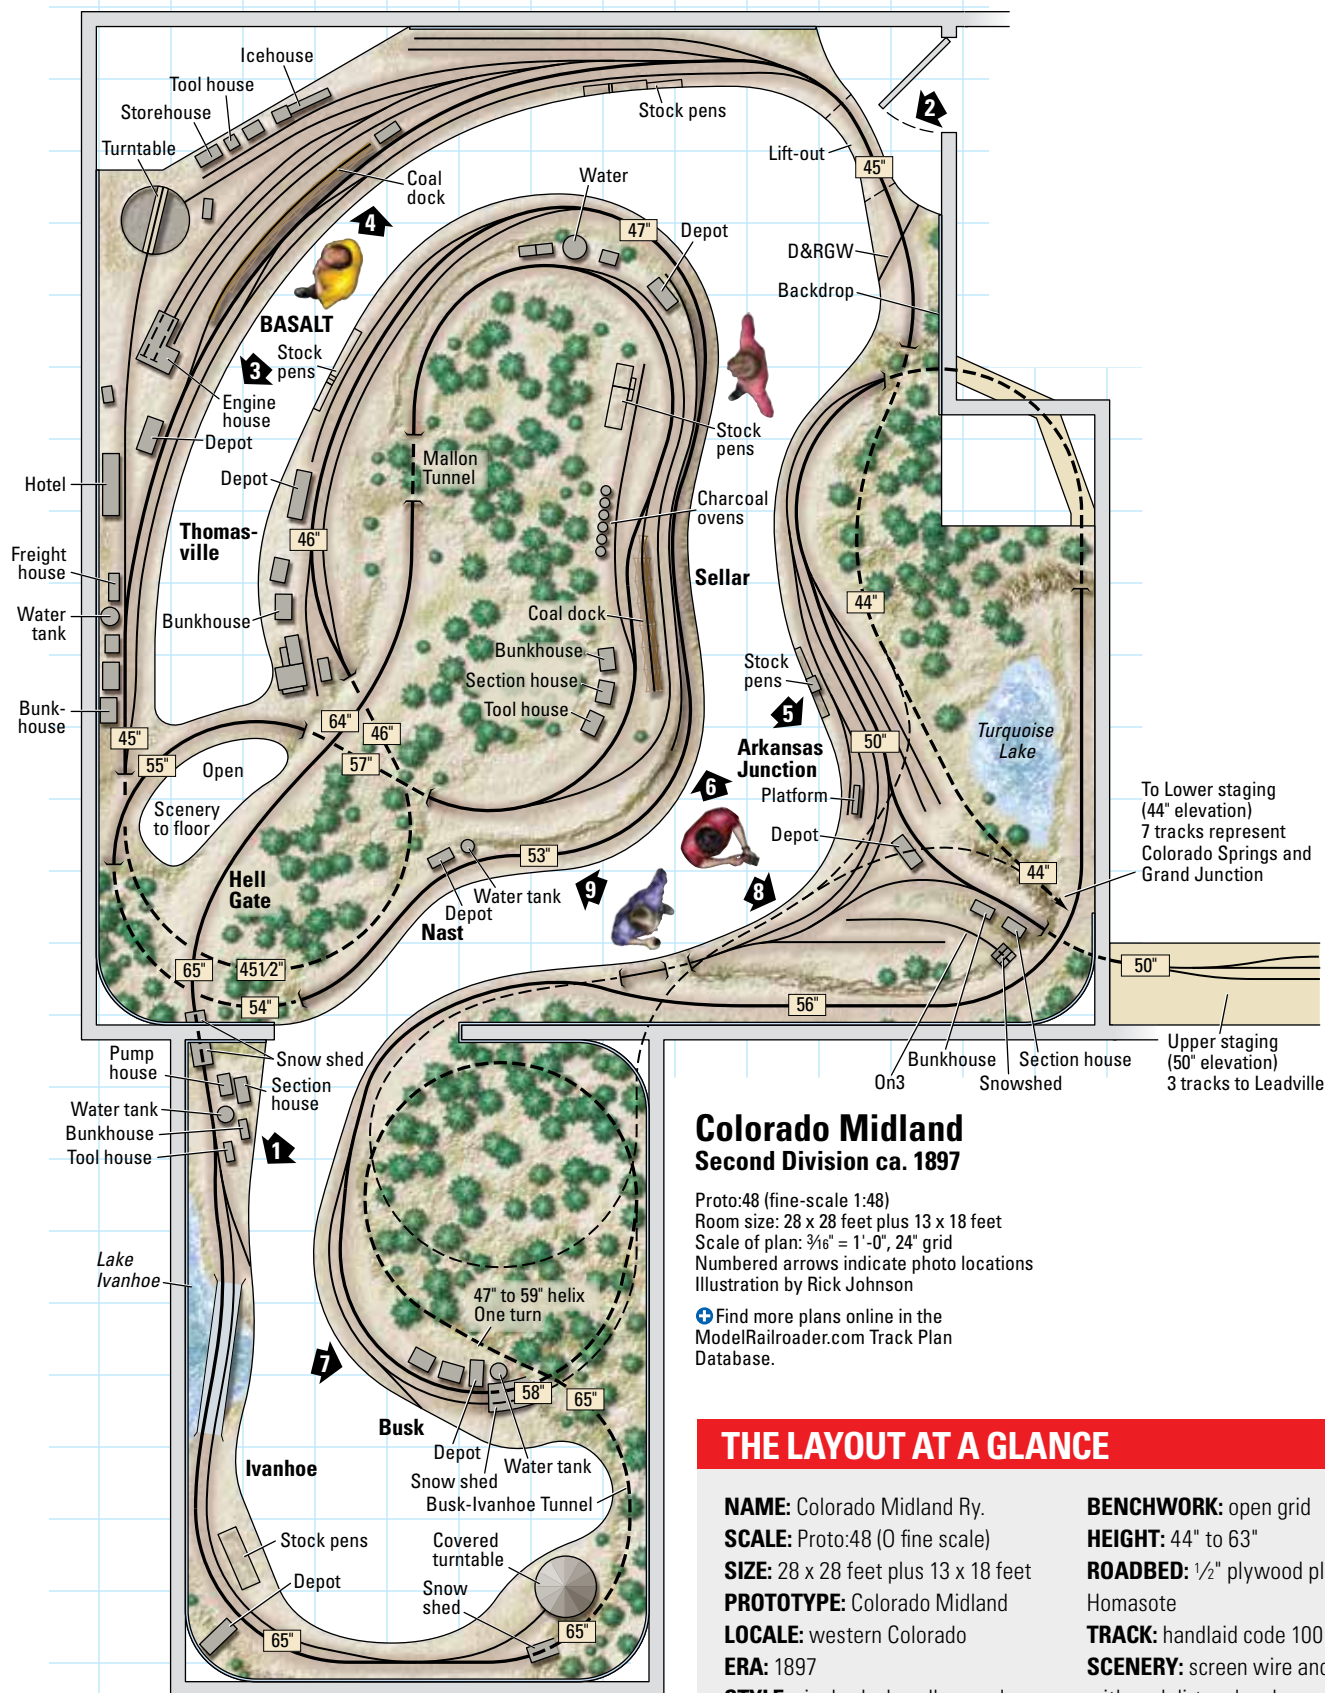 Icehouse
Tool house
Storehouse
Turntable
Stock pens
2
Lift-out
45"
Coal
dock
4
Water
47"
Depot
D&RGW
Backdrop
BASALT
3
Stock
pens
Engine
house
Depot
Stock
pens
Mallon
Tunnel
Hotel
Depot
Charcoal
ovens
Thomas-
ville
46"
Freight
house
Sellar
Water
tank
Bunkhouse
Coal dock
44"
Bunkhouse
Section house
Tool house
Stock
pens
Bunk-
house
45"
55"
64"
46"
57"
5
50"
Turquoise
Lake
Open
Arkansas
Junction
Scenery
to floor
6
Platform
Depot
To Lower staging
(44" elevation)
7 tracks represent
Colorado Springs and
Grand Junction
Hell
Gate
53"
44"
9
8
Water tank
Depot
Nast
65"
451/2"
54"
56"
50"
Pump
house
Snow shed
Section
house
Water tank
Bunkhouse
Tool house
1
Bunkhouse
Section house
On3
Snowshed
Upper staging
(50" elevation)
3 tracks to Leadville
Colorado Midland
Second Division ca. 1897
Proto:48 (fine-scale 1:48)
Room size: 28 x 28 feet plus 13 x 18 feet
Scale of plan: 3/16" = 1'-0", 24" grid
Numbered arrows indicate photo locations
Illustration by Rick Johnson
Find more plans online in the
ModelRailroader.com Track Plan
Database.
Lake
Ivanhoe
47" to 59" helix
One turn
7
58"
65"
Busk
Depot
Water tank
Snow shed
Busk-Ivanhoe Tunnel
Ivanhoe
Stock pens
Depot
Covered
turntable
Snow
shed
65"
65"
THE LAYOUT AT A GLANCE
NAME: Colorado Midland Ry.
SCALE: Proto:48 (O fine scale)
SIZE: 28 x 28 feet plus 13 x 18 feet
PROTOTYPE: Colorado Midland
LOCALE: western Colorado
ERA: 1897
BENCHWORK: open grid
HEIGHT: 44" to 63"
ROADBED: 1/2" plywood pl
Homasote
TRACK: handlaid code 100
SCENERY: screen wire and